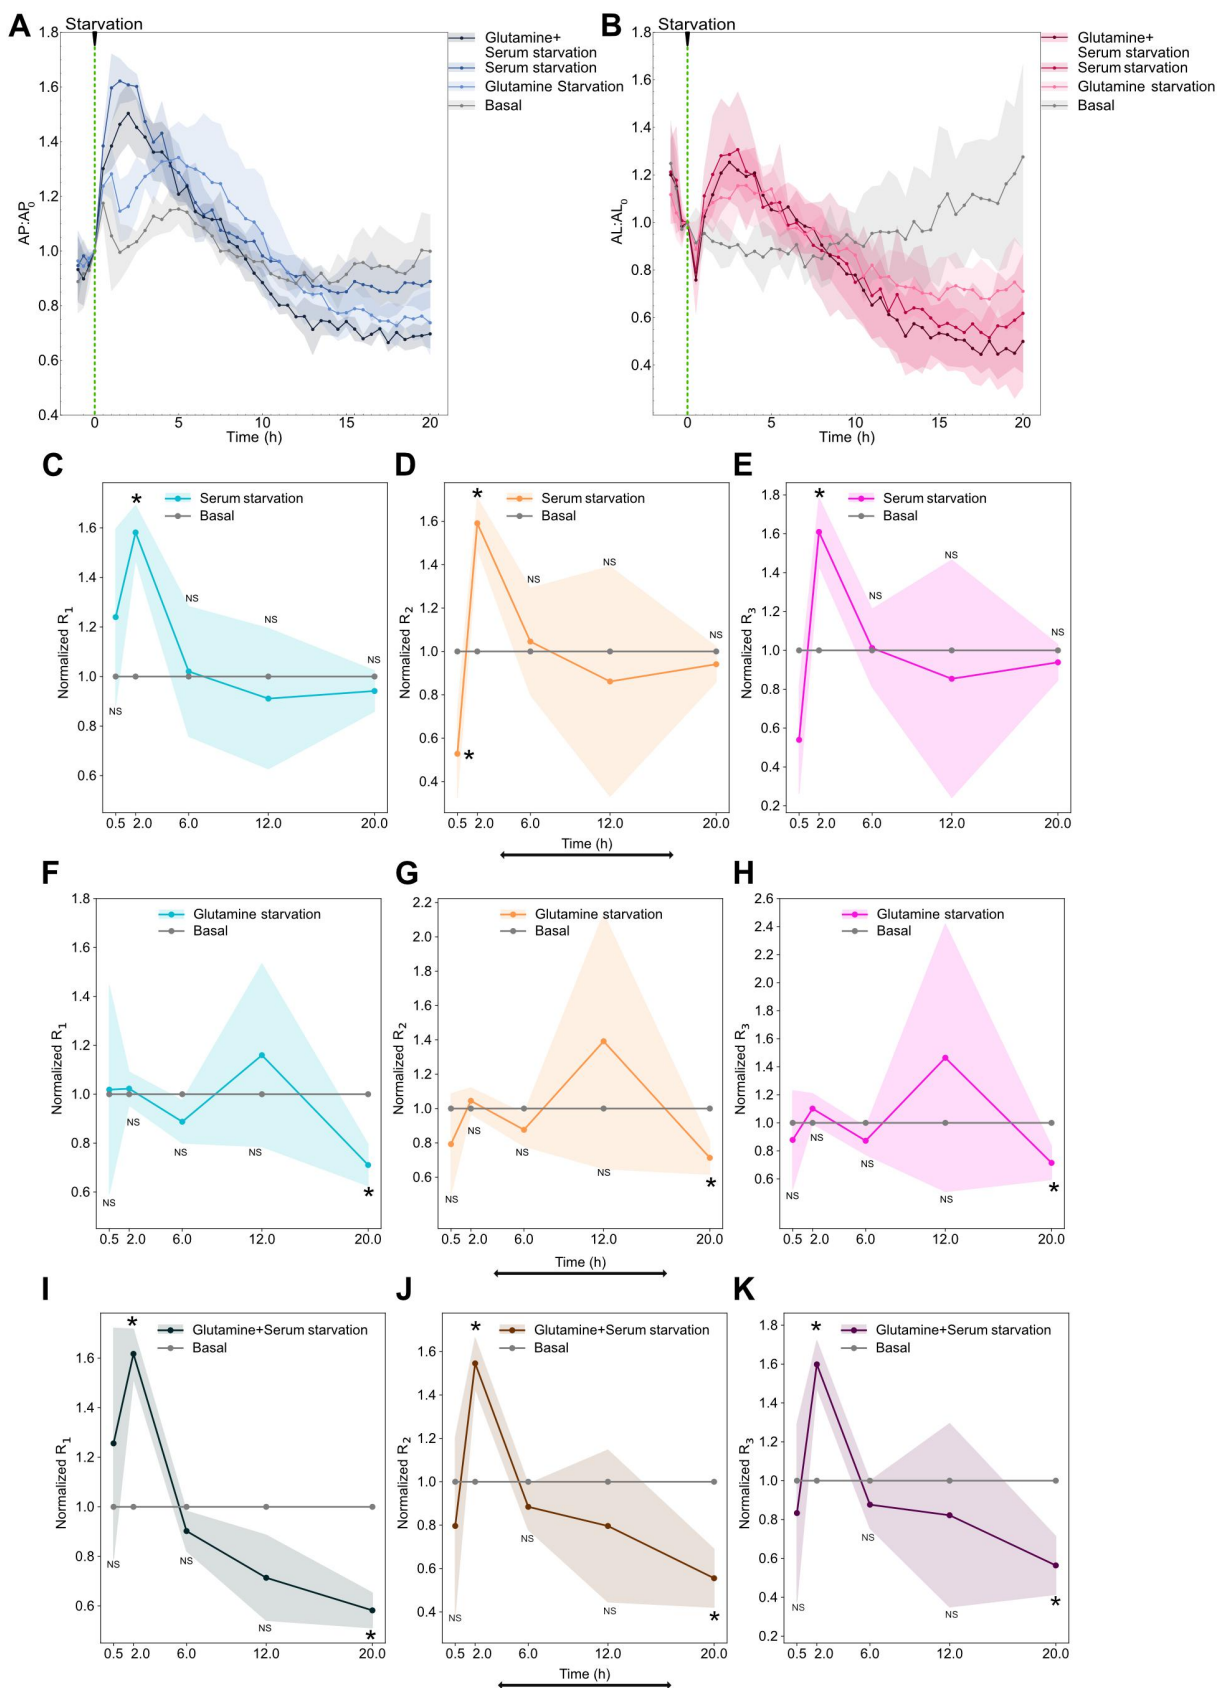 A
Starvation
1.8
1.6
1.4
1.2
1.0
0.8
0.6
0.4
AP:AP0
0
5
10
15
20
Time (h)
Glutamine+
Serum starvation
Serum starvation
Glutamine Starvation
Basal
B
Starvation
1.8
1.6
1.4
1.2
1.0
0.8
0.6
0.4
AL:AL0
0
5
10
15
20
Time (h)
Glutamine+
Serum starvation
Serum starvation
Glutamine starvation
Basal
C
Serum starvation
Basal
*
1.6
1.4
1.2
1.0
0.8
0.6
Normalized R1
NS
NS
NS
NS
0.5 2.0 6.0 12.0 20.0
D
Serum starvation
Basal
*
1.6
1.4
1.2
1.0
0.8
0.6
0.4
Normalized R2
NS
NS
NS
*
0.5 2.0 6.0 12.0 20.0
Time (h)
E
Serum starvation
Basal
*
1.8
1.6
1.4
1.2
1.0
0.8
0.6
0.4
0.2
Normalized R3
NS
NS
NS
0.5 2.0 6.0 12.0 20.0
F
Glutamine starvation
Basal
1.8
1.6
1.4
1.2
1.0
0.8
0.6
Normalized R1
NS
NS
NS
NS
*
0.5 2.0 6.0 12.0 20.0
G
Glutamine starvation
Basal
2.2
2.0
1.8
1.6
1.4
1.2
1.0
0.8
0.6
Normalized R2
NS
NS
NS
NS
*
0.5 2.0 6.0 12.0 20.0
Time (h)
H
Glutamine starvation
Basal
2.6
2.4
2.2
2.0
1.8
1.6
1.4
1.2
1.0
0.8
0.6
Normalized R3
NS
NS
NS
NS
*
0.5 2.0 6.0 12.0 20.0
I
Glutamine+Serum starvation
Basal
*
1.6
1.4
1.2
1.0
0.8
0.6
Normalized R1
NS
NS
NS
*
0.5 2.0 6.0 12.0 20.0
J
Glutamine+Serum starvation
Basal
*
1.6
1.4
1.2
1.0
0.8
0.6
0.4
Normalized R2
NS
NS
NS
*
0.5 2.0 6.0 12.0 20.0
Time (h)
K
Glutamine+Serum starvation
Basal
*
1.8
1.6
1.4
1.2
1.0
0.8
0.6
0.4
0.2
Normalized R3
NS
NS
NS
*
0.5 2.0 6.0 12.0 20.0